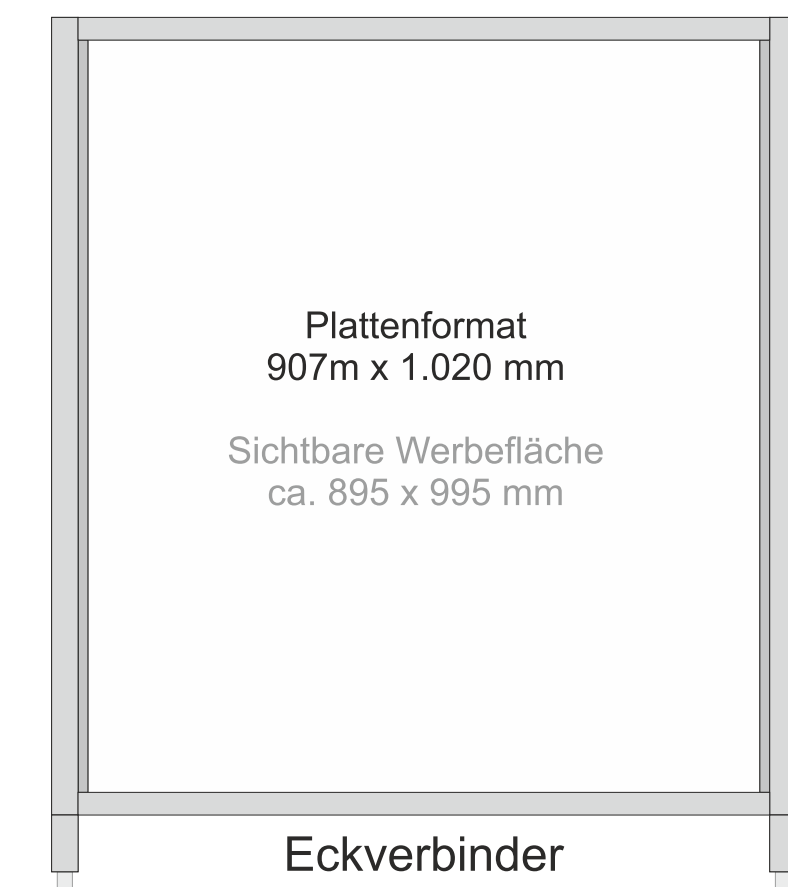 Plattenformat
907m x 1.020 mm
Sichtbare Werbefläche
ca. 895 x 995 mm
Eckverbinder